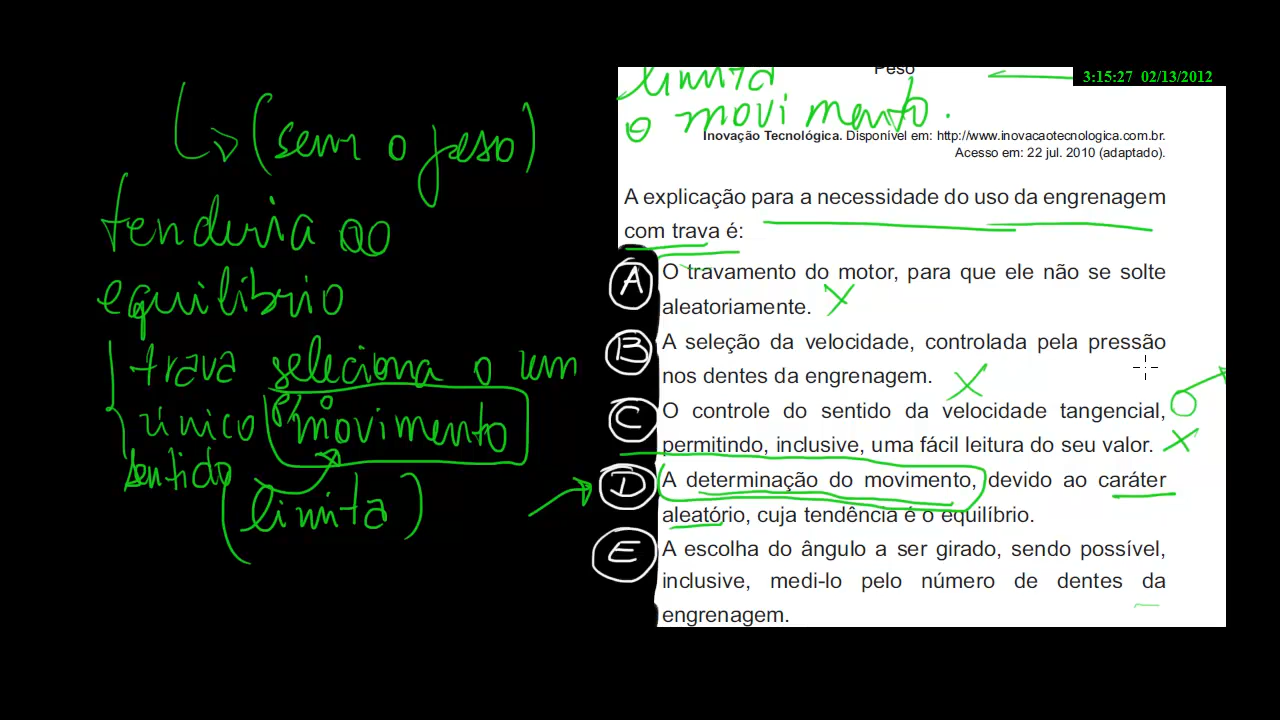 (sem o peso)
tenderia ao
equilíbrio
trava seleciona o um
único movimento
sentido
(limita)
Peso
3:15:27 02/13/2012
limita
o movimento.
Inovação Tecnológica. Disponível em: http://www.inovacaotecnologica.com.br.
Acesso em: 22 jul. 2010 (adaptado).
A explicação para a necessidade do uso da engrenagem
com trava é:
A O travamento do motor, para que ele não se solte
aleatoriamente. X
B A seleção da velocidade, controlada pela pressão
nos dentes da engrenagem. X
C O controle do sentido da velocidade tangencial,
permitindo, inclusive, uma fácil leitura do seu valor. X
D A determinação do movimento, devido ao caráter
aleatório, cuja tendência é o equilíbrio.
E A escolha do ângulo a ser girado, sendo possível,
inclusive, medi-lo pelo número de dentes da
engrenagem.